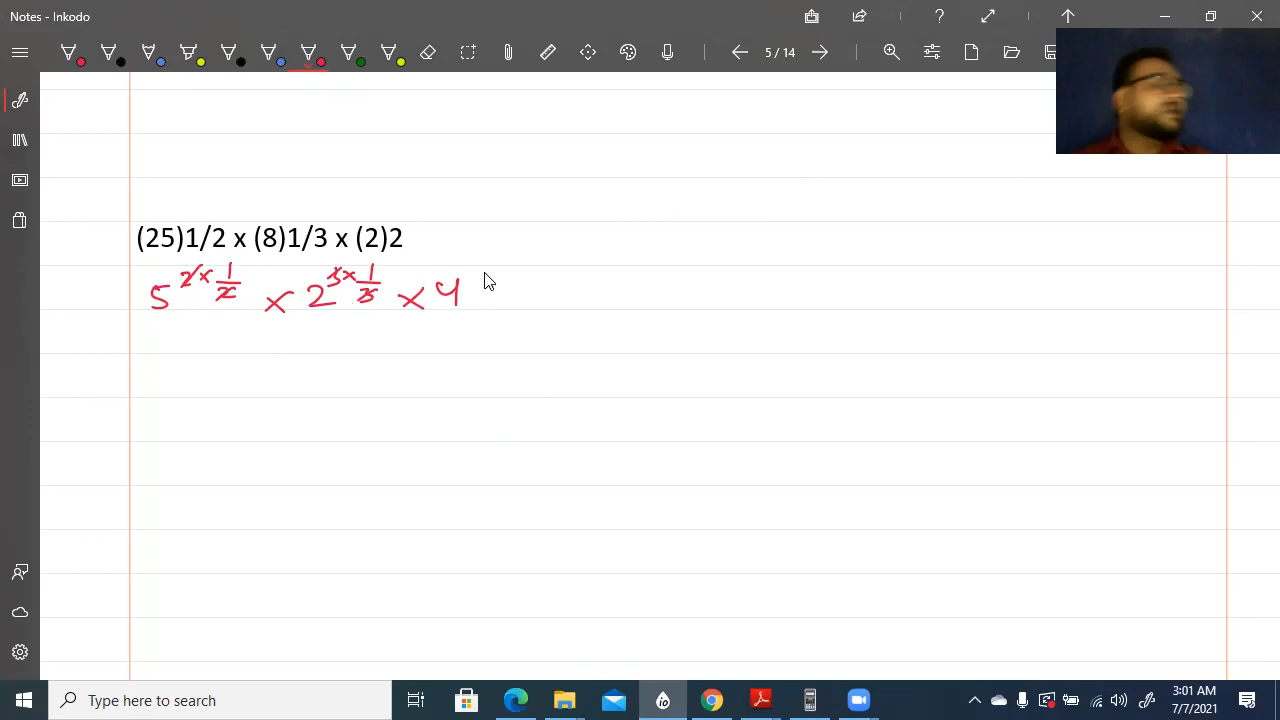 Notes - Inkodo
5 / 14
(25)1/2 x (8)1/3 x (2)2
5^{2 x 1/2} x 2^{3 x 1/3} x 4
Type here to search
3:01 AM
7/7/2021